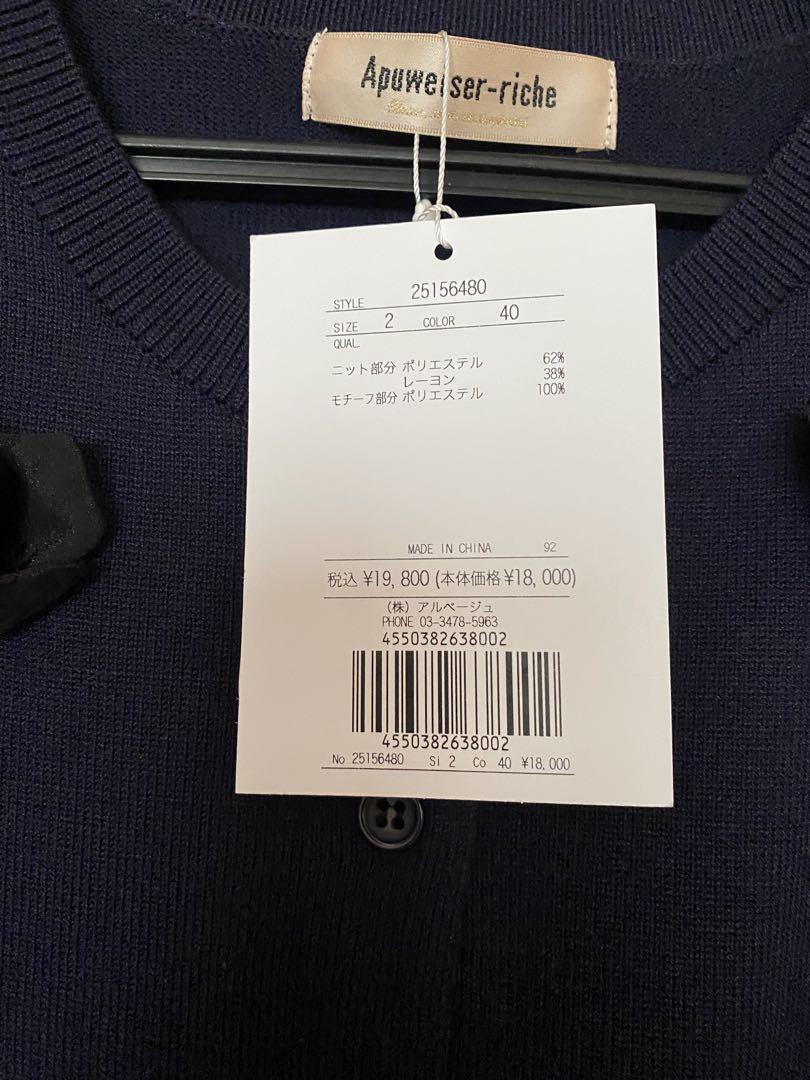 Apuweiser-riche
STYLE 25156480
SIZE 2 COLOR 40
QUAL.
ニット部分 ポリエステル 62%
レーヨン 38%
モチーフ部分 ポリエステル 100%
MADE IN CHINA 92
税込 ¥19,800 (本体価格 ¥18,000)
(株) アルページュ
PHONE 03-3478-5963
4550382638002
4550382638002
No 25156480 Si 2 Co 40 ¥18,000